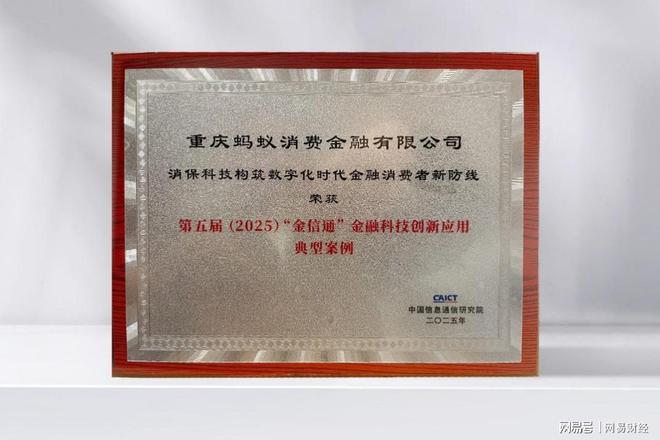 重庆蚂蚁消费金融有限公司
消保科技构筑数字化时代金融消费者新防线
荣获
第五届（2025）“金信通”金融科技创新应用
典型案例
CAICT
中国信息通信研究院
二〇二五年
网易号 | 网易财经